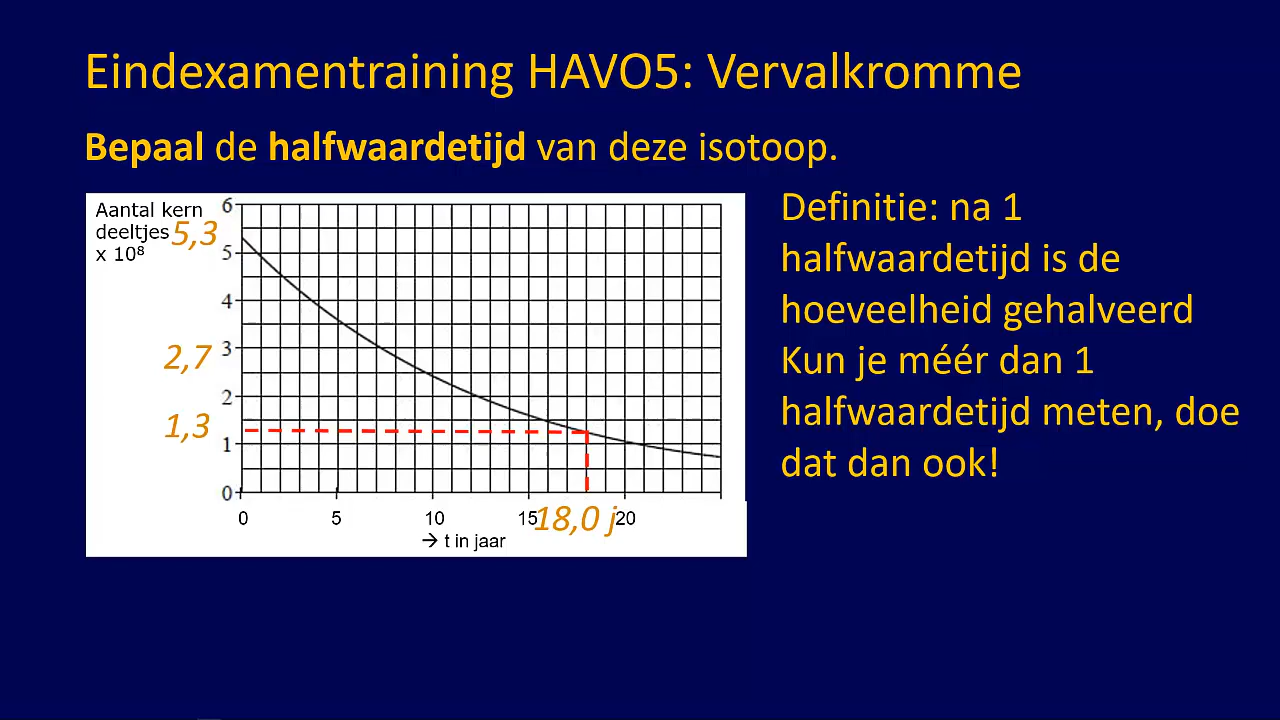 Eindexamentraining HAVO5: Vervalkromme
Bepaal de halfwaardetijd van deze isotoop.
Aantal kern
deeltjes
x 10⁸
5,3
2,7
1,3
6
5
4
3
2
1
0
0 5 10 15 20
18,0 j
→ t in jaar
Definitie: na 1
halfwaardetijd is de
hoeveelheid gehalveerd
Kun je méér dan 1
halfwaardetijd meten, doe
dat dan ook!